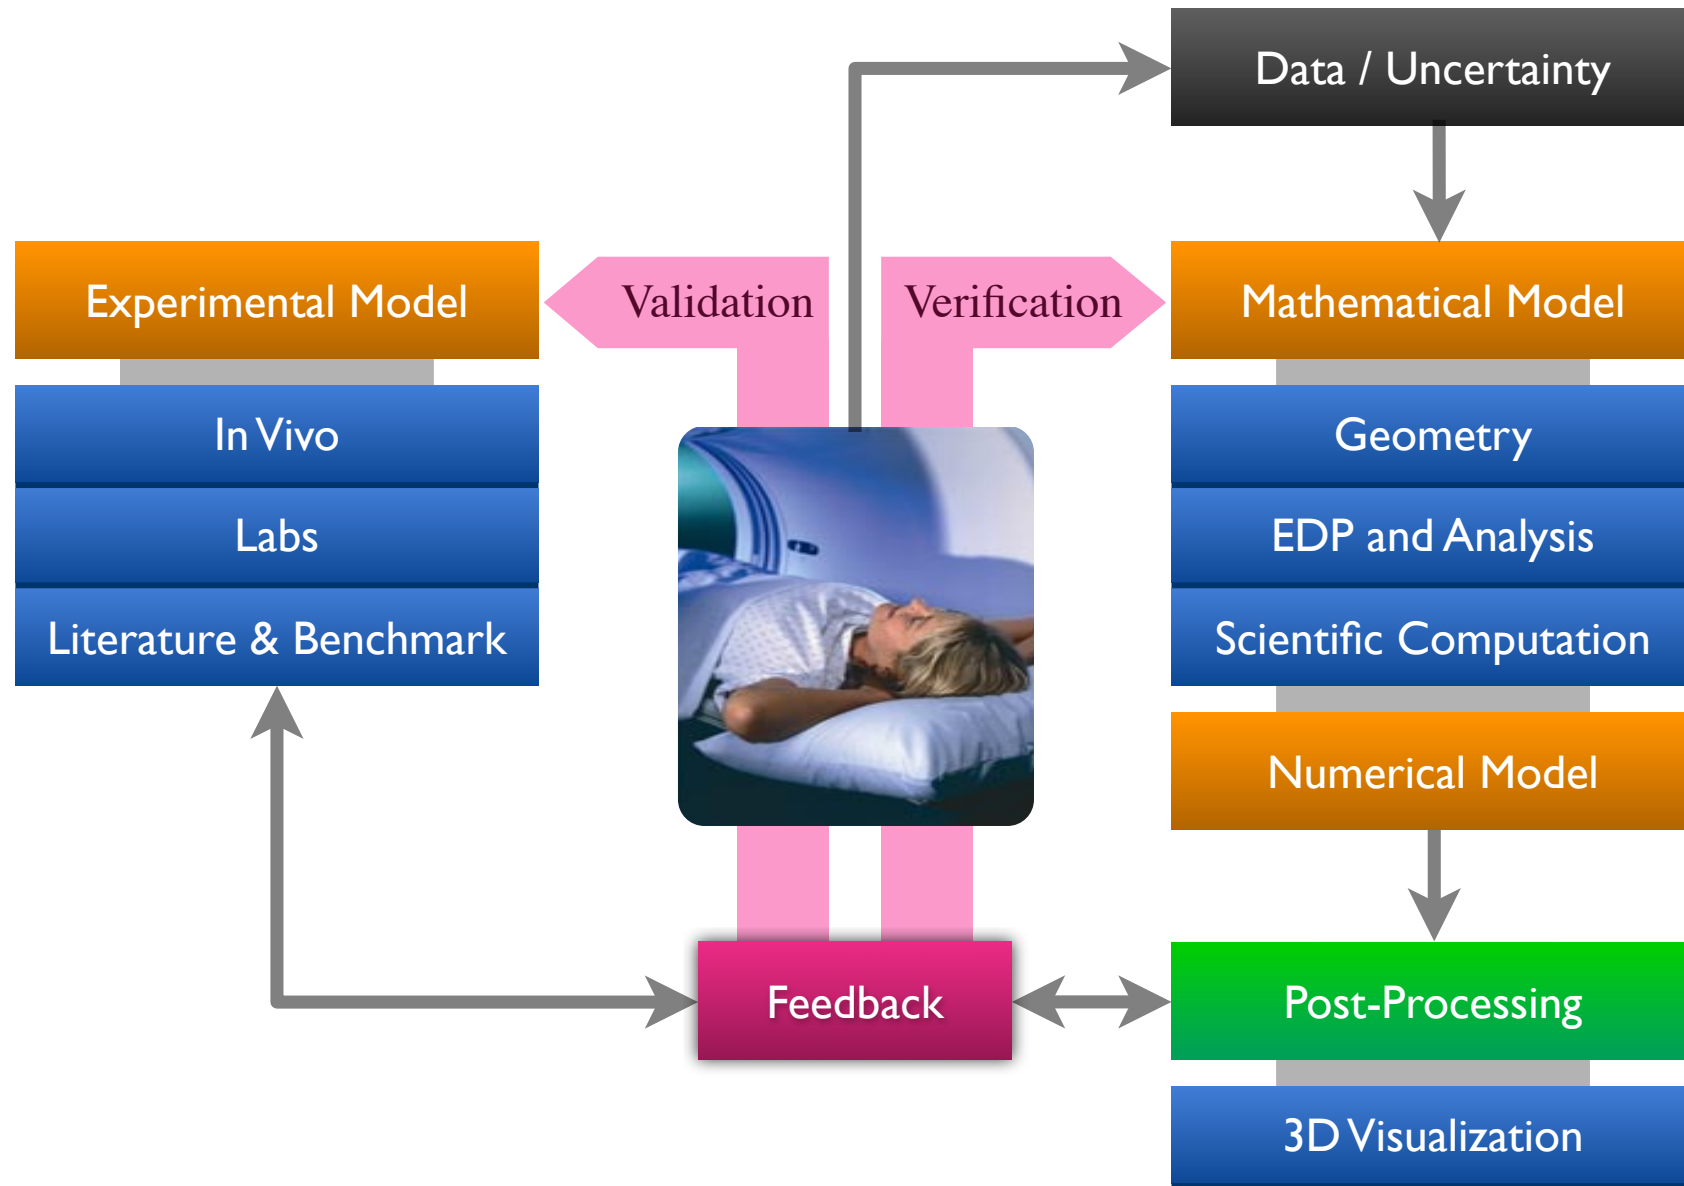 Data / Uncertainty
Experimental Model
Validation
Verification
Mathematical Model
In Vivo
Labs
Literature & Benchmark
Geometry
EDP and Analysis
Scientific Computation
Numerical Model
Feedback
Post-Processing
3D Visualization